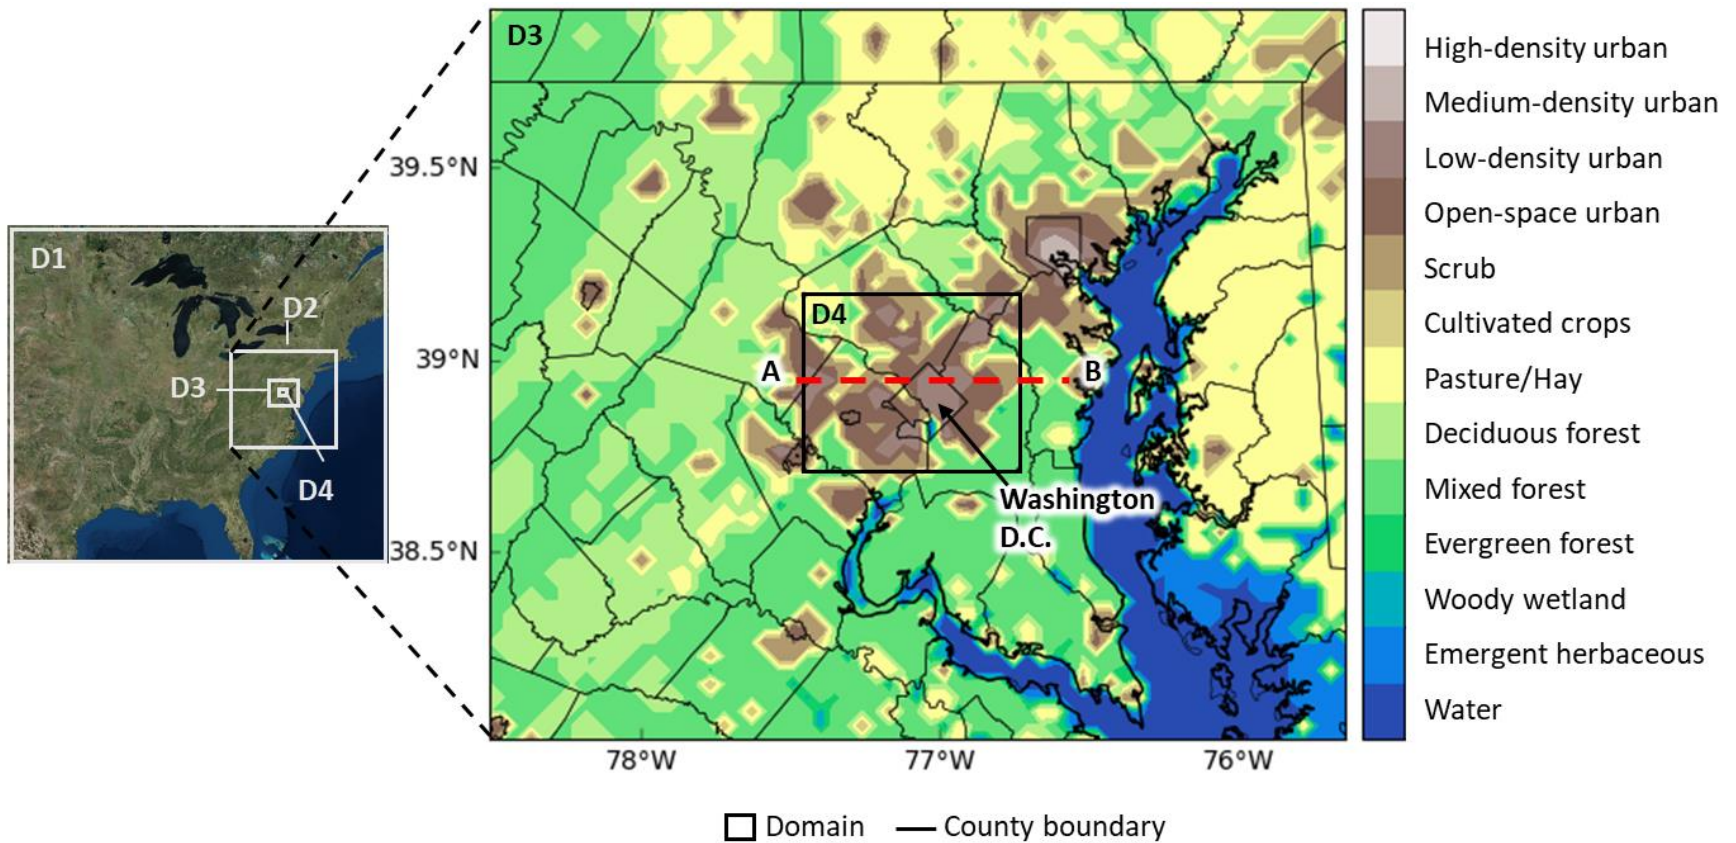 D3
39.5°N
39°N
38.5°N
78°W
77°W
76°W
D4
A
B
Washington
D.C.
D1
D2
D3
D4
High-density urban
Medium-density urban
Low-density urban
Open-space urban
Scrub
Cultivated crops
Pasture/Hay
Deciduous forest
Mixed forest
Evergreen forest
Woody wetland
Emergent herbaceous
Water
Domain
County boundary